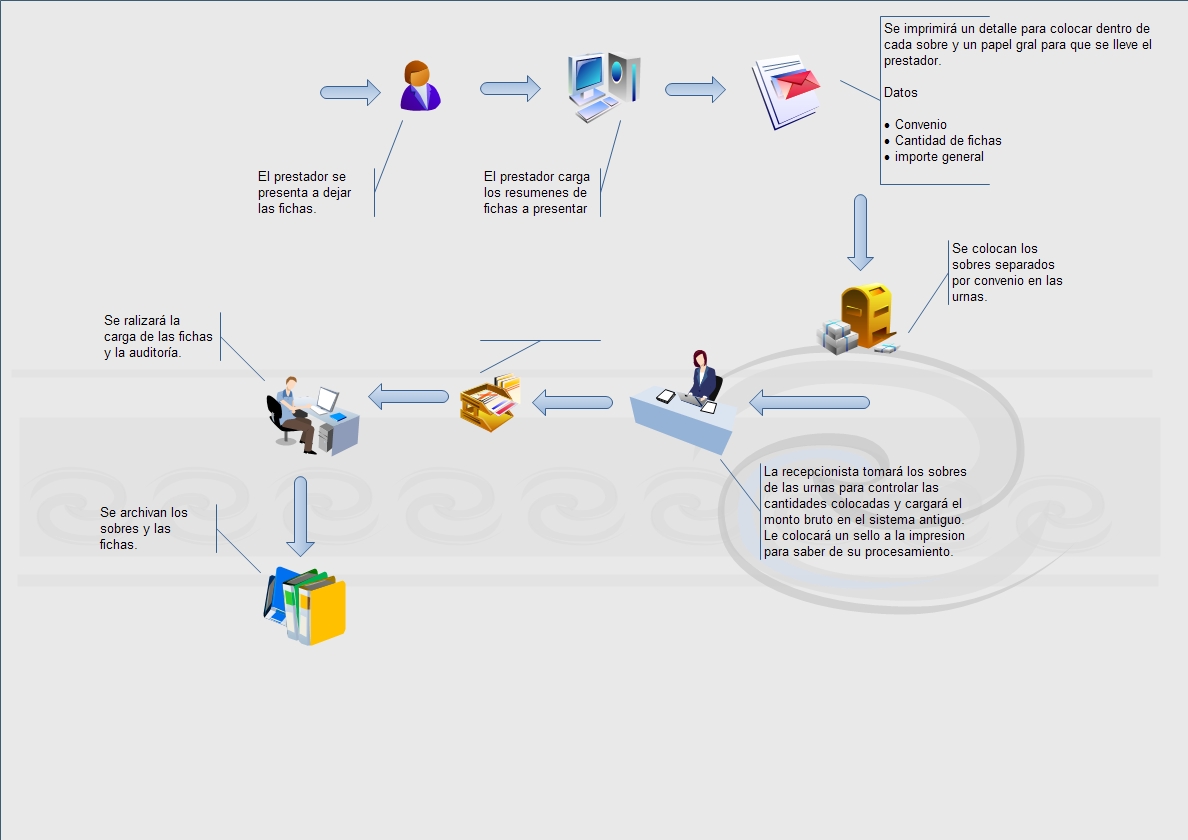 El prestador se
presenta a dejar
las fichas.
El prestador carga
los resumenes de
fichas a presentar
Se imprimirá un detalle para colocar dentro de
cada sobre y un papel gral para que se lleve el
prestador.
Datos
• Convenio
• Cantidad de fichas
• importe general
Se colocan los
sobres separados
por convenio en las
urnas.
La recepcionista tomará los sobres
de las urnas para controlar las
cantidades colocadas y cargará el
monto bruto en el sistema antiguo.
Le colocará un sello a la impresion
para saber de su procesamiento.
Se ralizará la
carga de las fichas
y la auditoría.
Se archivan los
sobres y las
fichas.